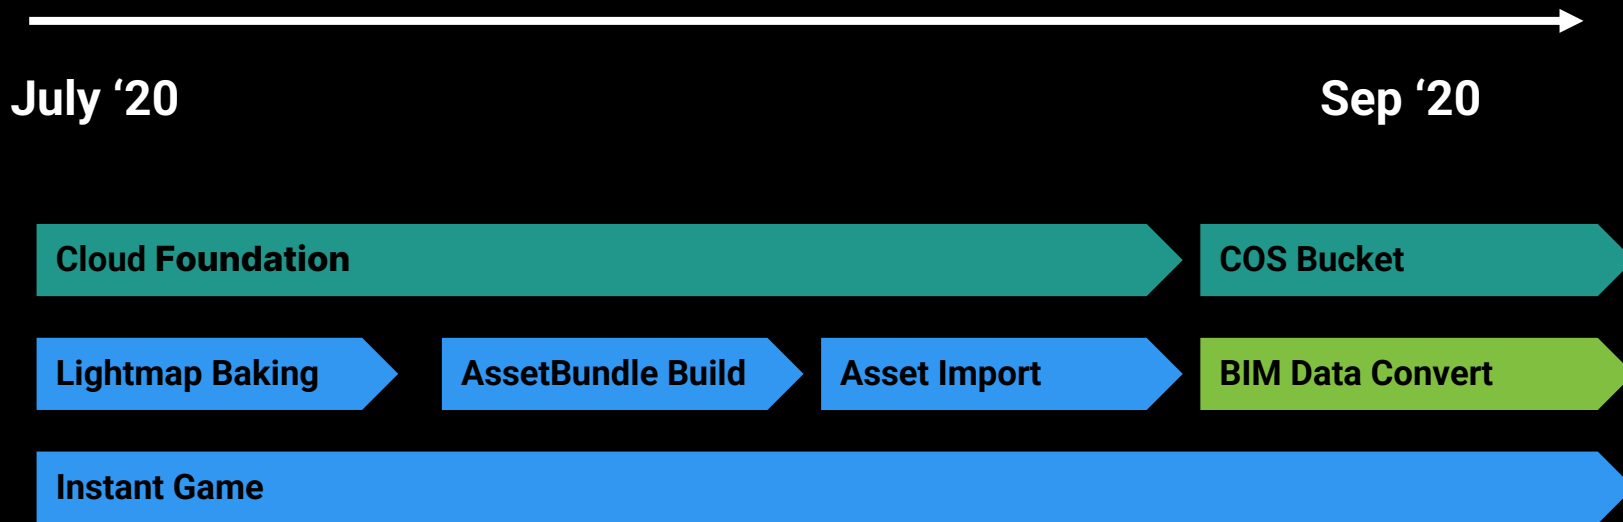 July ‘20
Sep ‘20
Cloud Foundation
COS Bucket
Lightmap Baking
AssetBundle Build
Asset Import
BIM Data Convert
Instant Game